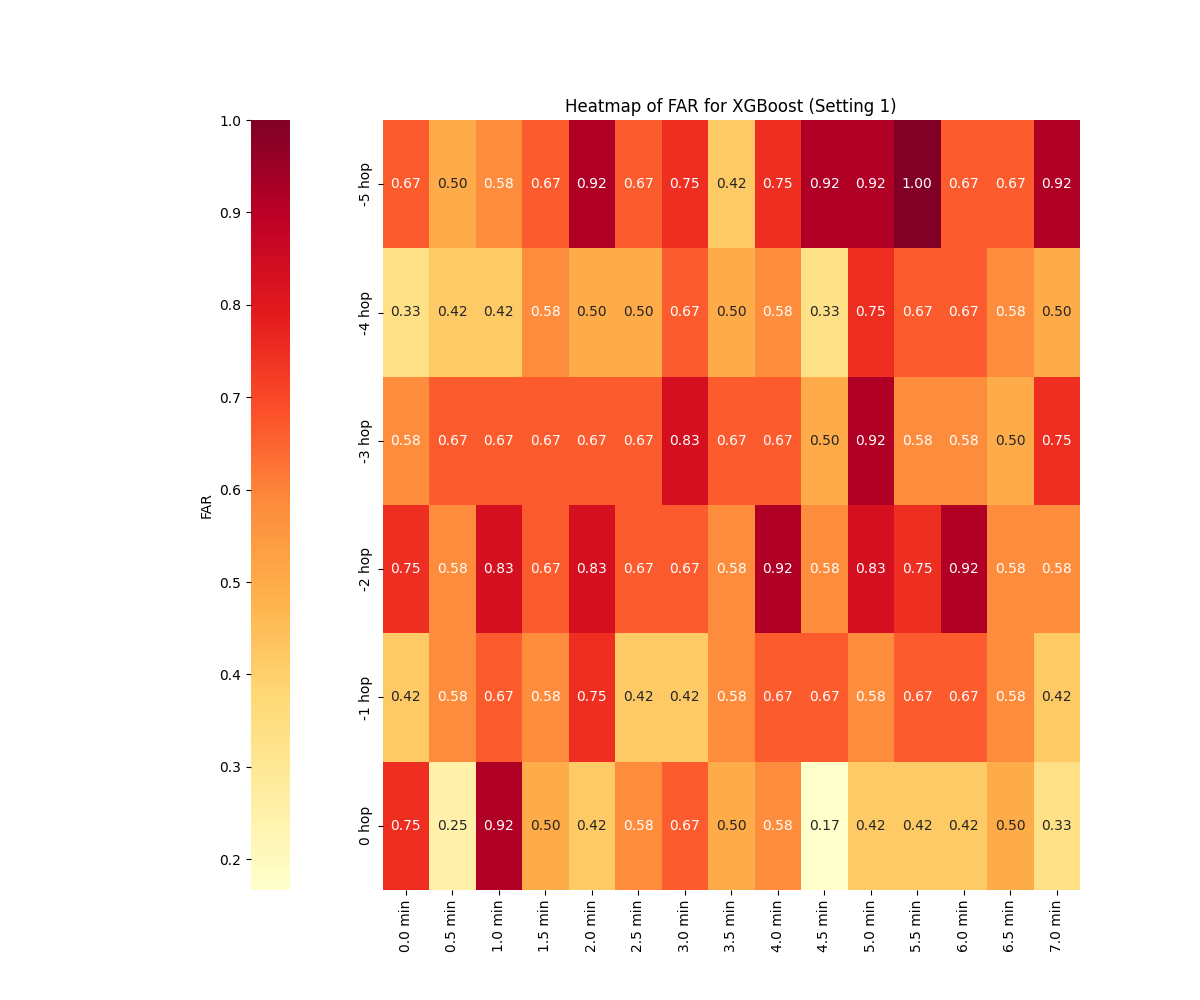 Heatmap of FAR for XGBoost (Setting 1)
FAR
1.0
0.9
0.8
0.7
0.6
0.5
0.4
0.3
0.2
-5 hop 0.67 0.50 0.58 0.67 0.92 0.67 0.75 0.42 0.75 0.92 0.92 1.00 0.67 0.67 0.92
-4 hop 0.33 0.42 0.42 0.58 0.50 0.50 0.67 0.50 0.58 0.33 0.75 0.67 0.67 0.58 0.50
-3 hop 0.58 0.67 0.67 0.67 0.67 0.67 0.83 0.67 0.67 0.50 0.92 0.58 0.58 0.50 0.75
-2 hop 0.75 0.58 0.83 0.67 0.83 0.67 0.67 0.58 0.92 0.58 0.83 0.75 0.92 0.58 0.58
-1 hop 0.42 0.58 0.67 0.58 0.75 0.42 0.42 0.58 0.67 0.67 0.58 0.67 0.67 0.58 0.42
0 hop 0.75 0.25 0.92 0.50 0.42 0.58 0.67 0.50 0.58 0.17 0.42 0.42 0.42 0.50 0.33
0.0 min 0.5 min 1.0 min 1.5 min 2.0 min 2.5 min 3.0 min 3.5 min 4.0 min 4.5 min 5.0 min 5.5 min 6.0 min 6.5 min 7.0 min